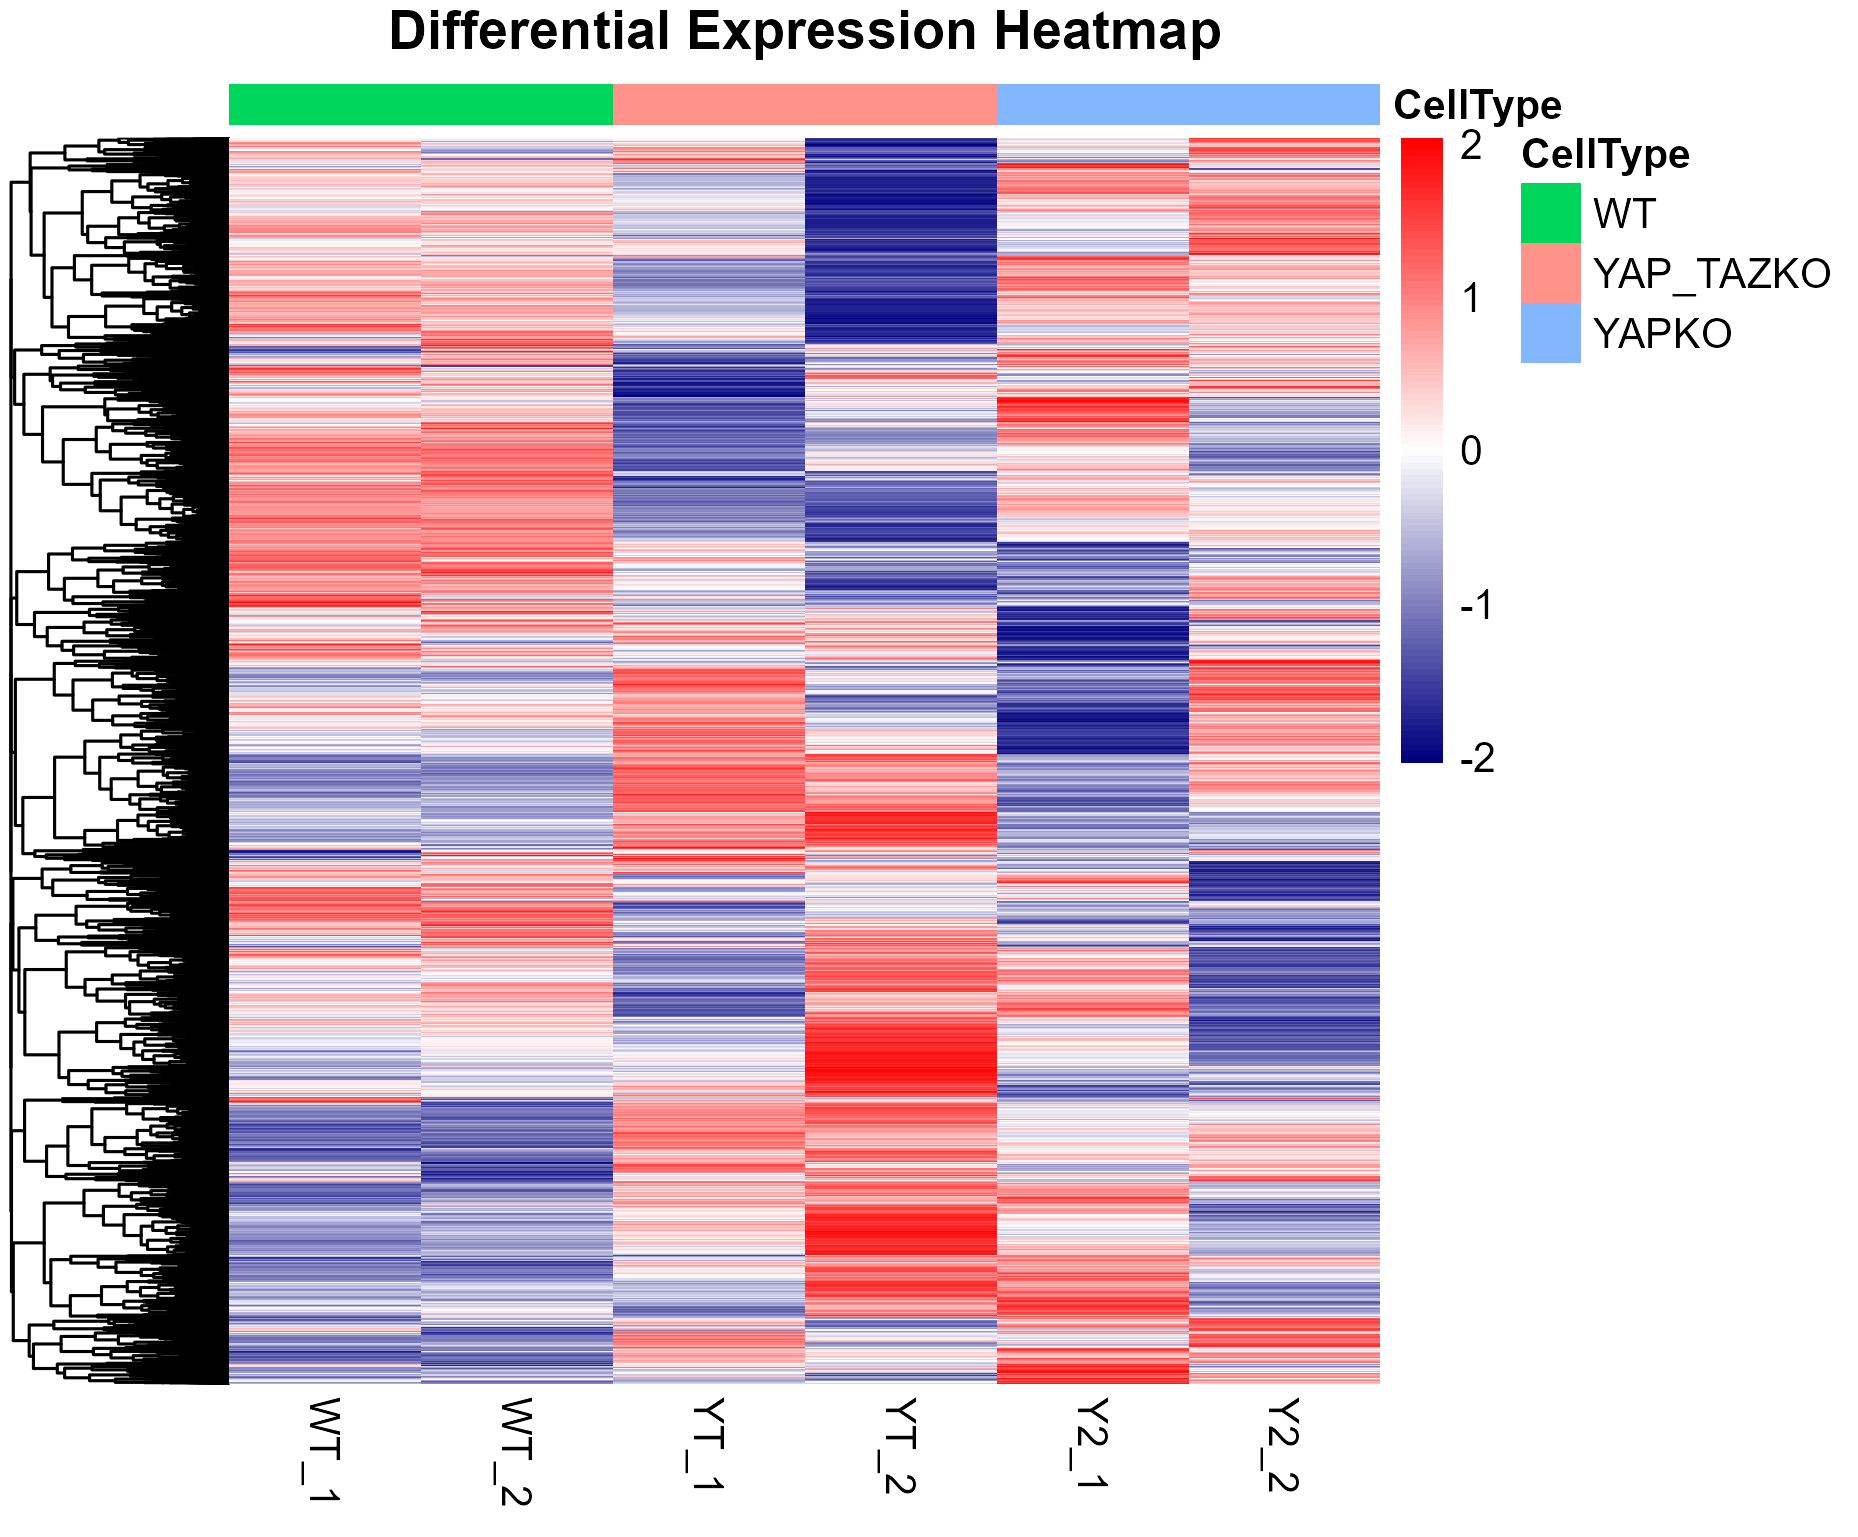 Differential Expression Heatmap
CellType
2
1
0
-1
-2
CellType
WT
YAP_TAZKO
YAPKO
WT_1
WT_2
YT_1
YT_2
Y2_1
Y2_2